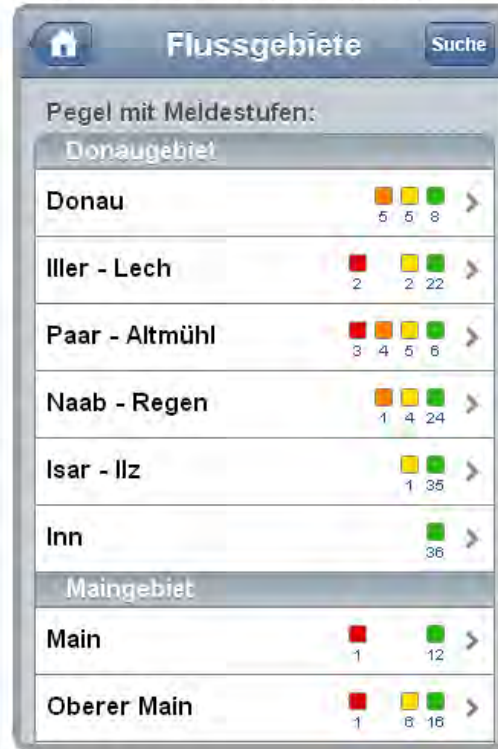 Flussgebiete Suche
Pegel mit Meldestufen:
Donaugebiet
Donau
5 5 8
Iller - Lech
2 2 22
Paar - Altmühl
3 4 5 6
Naab - Regen
1 4 24
Isar - Ilz
1 35
Inn
36
Maingebiet
Main
1 12
Oberer Main
1 6 16